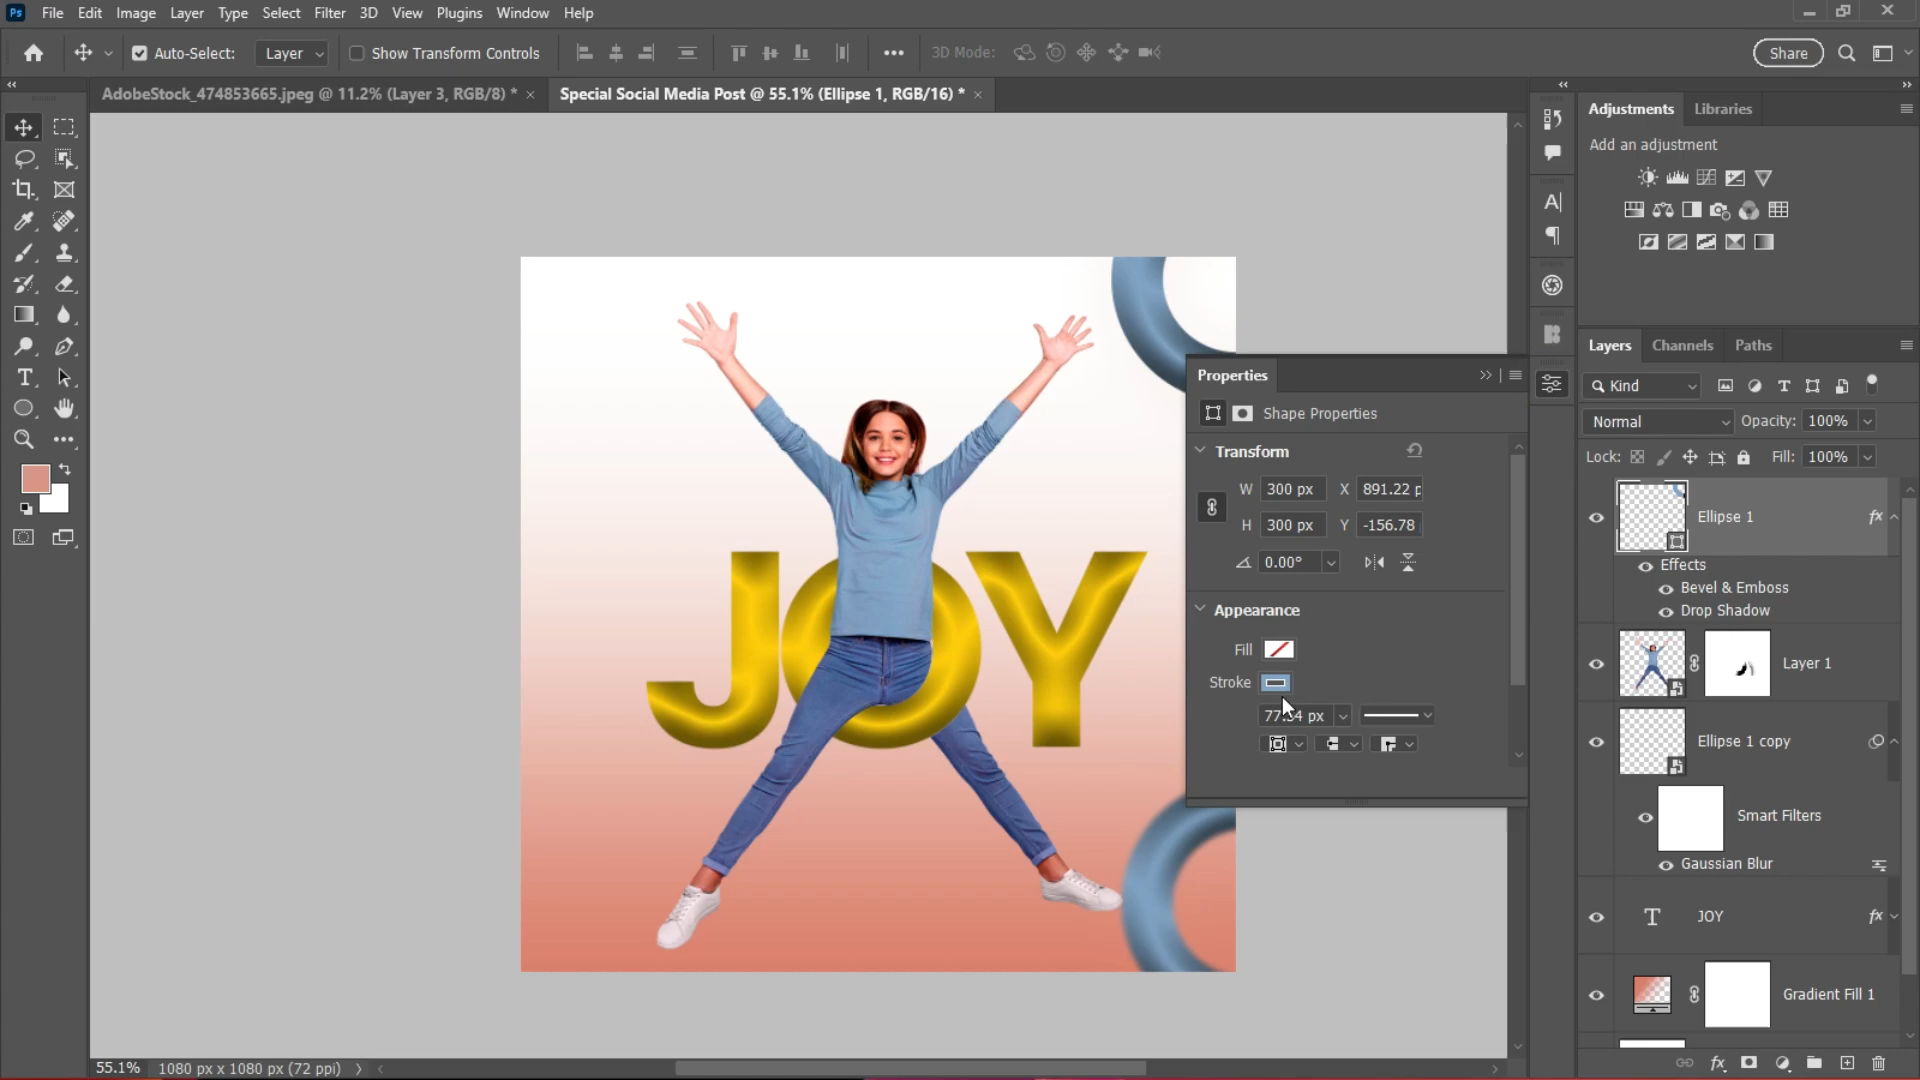 Ps File Edit Image Layer Type Select Filter 3D View Plugins Window Help
Auto-Select: Layer Show Transform Controls 3D Mode: Share
AdobeStock_474853665.jpeg @ 11.2% (Layer 3, RGB/8) * × Special Social Media Post @ 55.1% (Ellipse 1, RGB/16) * ×
Adjustments Libraries
Add an adjustment
Layers Channels Paths
Kind
Normal Opacity: 100%
Lock: Fill: 100%
Ellipse 1 fx
Effects
Bevel & Emboss
Drop Shadow
Layer 1
Ellipse 1 copy
Smart Filters
Gaussian Blur
T JOY fx
Gradient Fill 1
Properties
Shape Properties
Transform
W 300 px X 891.22 p
H 300 px Y -156.78
0.00°
Appearance
Fill
Stroke
px
JOY
55.1% 1080 px x 1080 px (72 ppi)